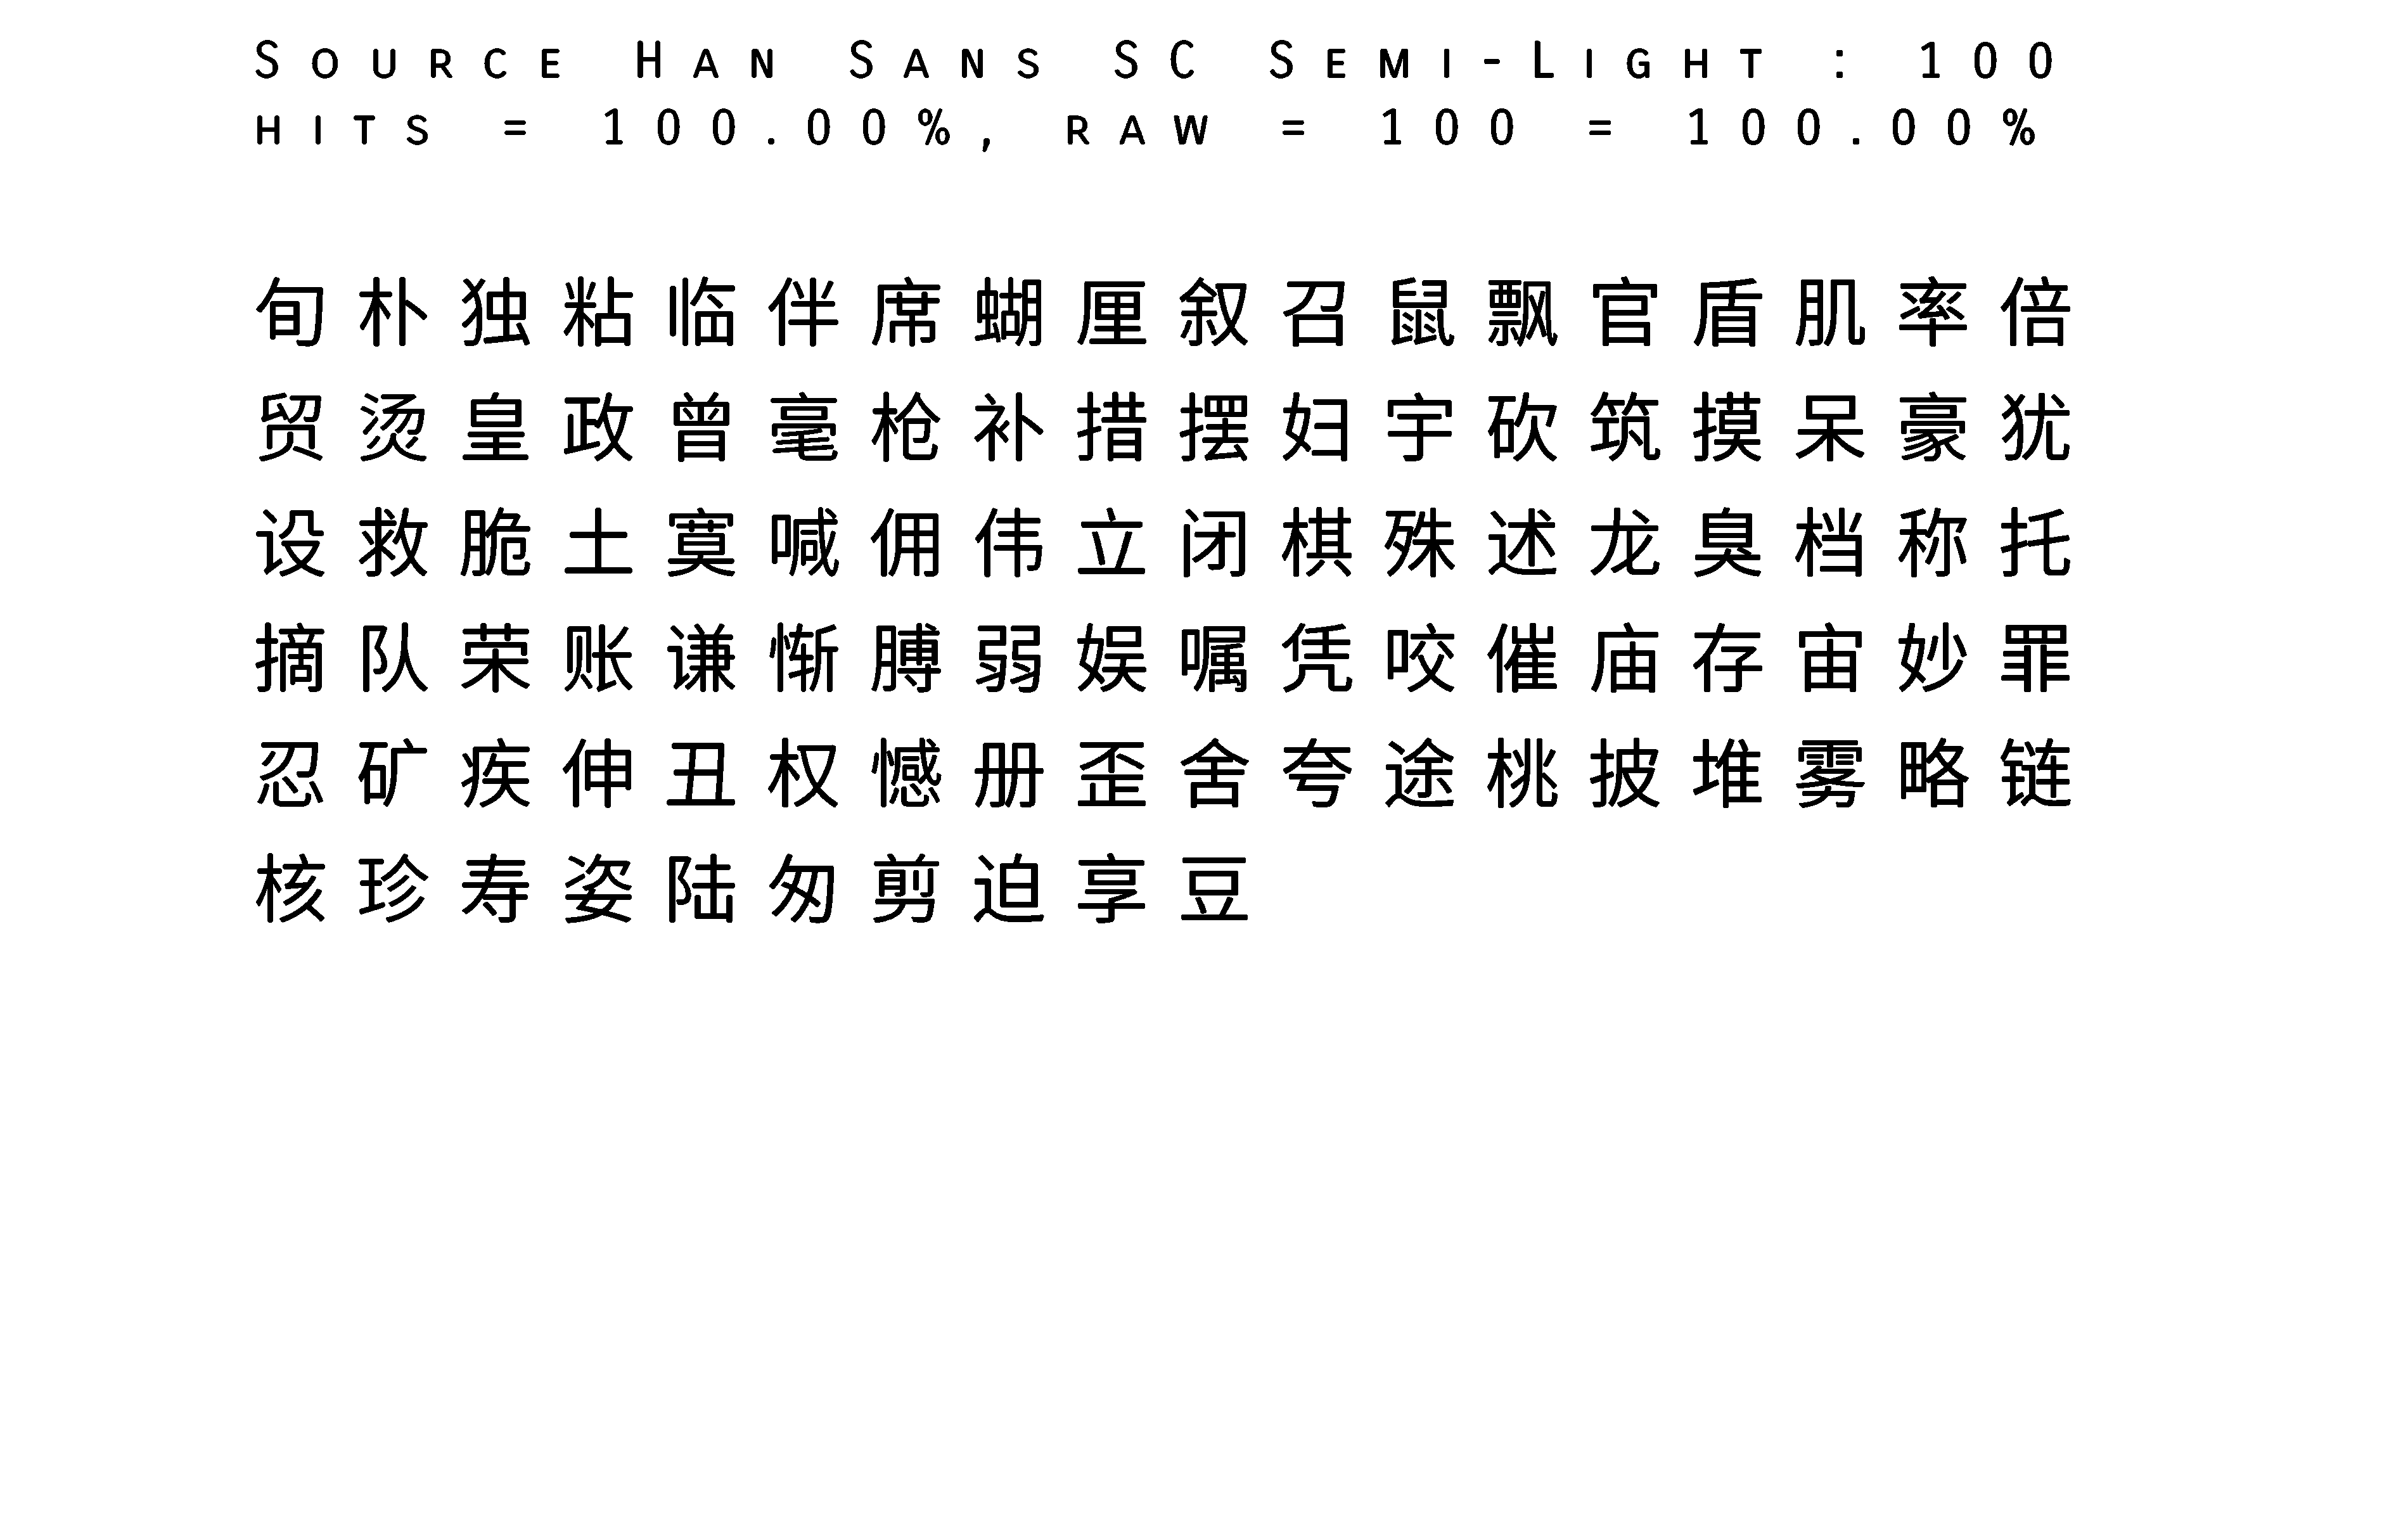 Source Han Sans SC Semi-Light : 100
hits = 100.00%, raw = 100 = 100.00%
旬朴独粘临伴席蝴厘叙召鼠飘官盾肌率倍
贸烫皇政曾毫枪补措摆妇宇砍筑摸呆豪犹
设救脆土寞喊佣伟立闭棋殊述龙臭档称托
摘队荣账谦惭膊弱娱嘱凭咬催庙存宙妙罪
忍矿疾伸丑权憾册歪舍夸途桃披堆雾略链
核珍寿姿陆匆剪迫享豆